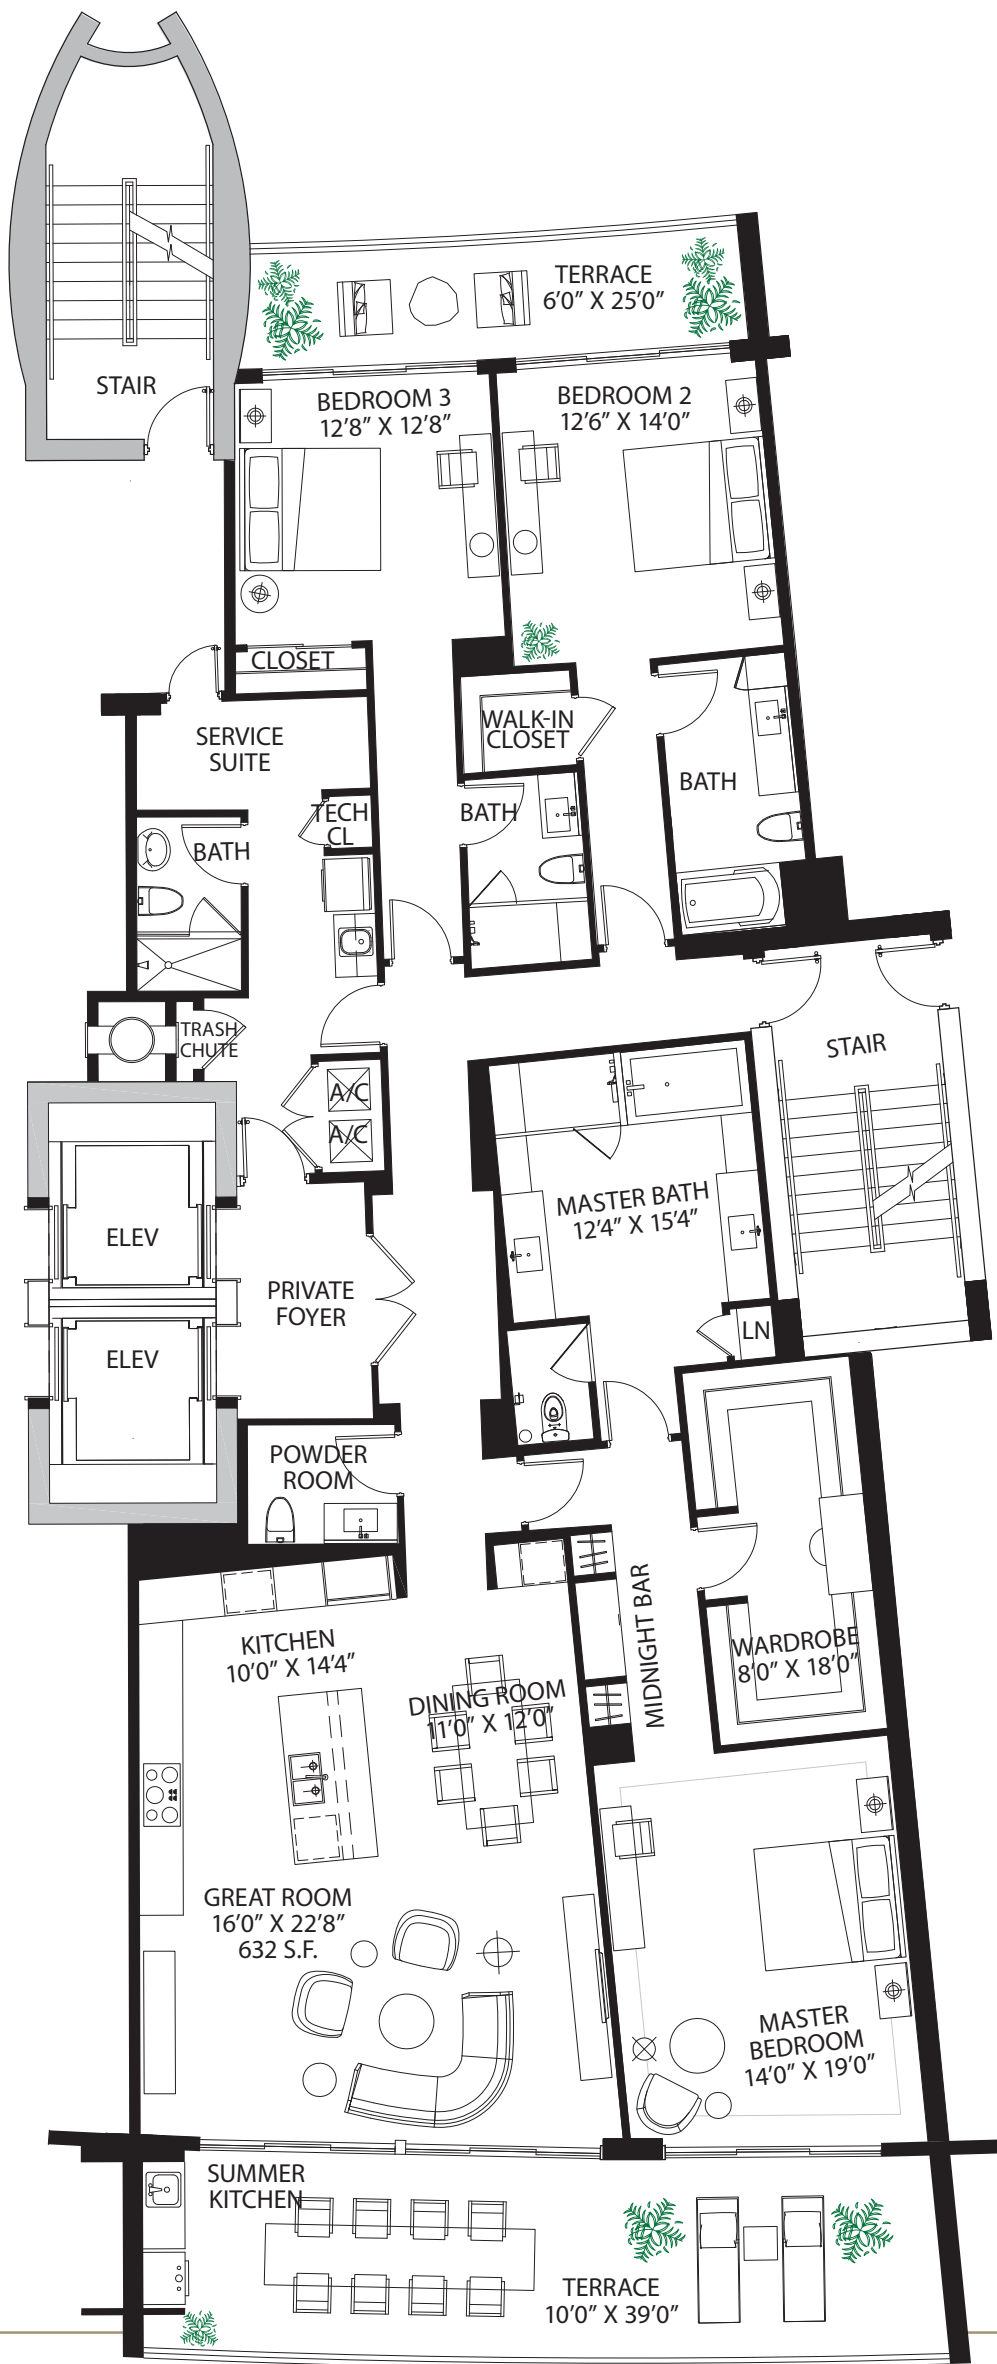 TERRACE
6'0" X 25'0"
STAIR
BEDROOM 3
12'8" X 12'8"
BEDROOM 2
12'6" X 14'0"
CLOSET
SERVICE
SUITE
WALK-IN
CLOSET
BATH
TECH
CL
BATH
BATH
TRASH
CHUTE
STAIR
A/C
A/C
MASTER BATH
12'4" X 15'4"
ELEV
PRIVATE
FOYER
LN
ELEV
POWDER
ROOM
MIDNIGHT BAR
KITCHEN
10'0" X 14'4"
WARDROBE
8'0" X 18'0"
DINING ROOM
11'0" X 12'0"
GREAT ROOM
16'0" X 22'8"
632 S.F.
MASTER
BEDROOM
14'0" X 19'0"
SUMMER
KITCHEN
TERRACE
10'0" X 39'0"